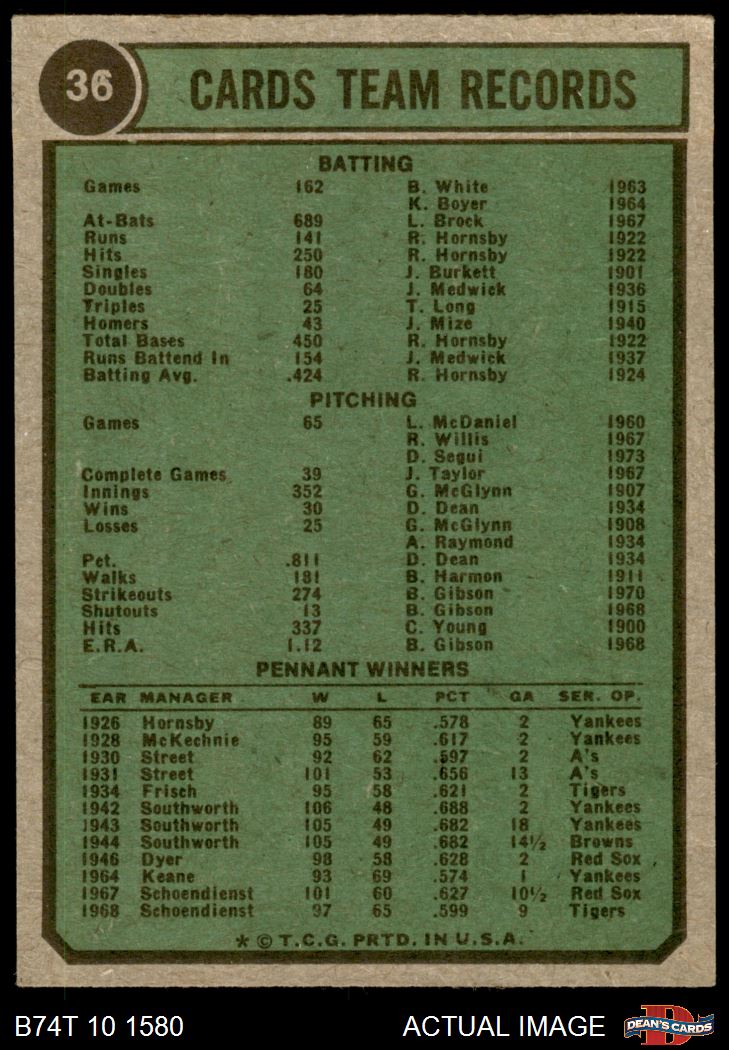 36 CARDS TEAM RECORDS
BATTING
Games 162 B. White 1963
K. Boyer 1964
At-Bats 689 L. Brock 1967
Runs 141 R. Hornsby 1922
Hits 250 R. Hornsby 1922
Singles 180 J. Burkett 1901
Doubles 64 J. Medwick 1936
Triples 25 T. Long 1915
Homers 43 J. Mize 1940
Total Bases 450 R. Hornsby 1922
Runs Battend In 154 J. Medwick 1937
Batting Avg. .424 R. Hornsby 1924
PITCHING
Games 65 L. McDaniel 1960
R. Willis 1967
D. Segui 1973
Complete Games 39 J. Taylor 1967
Innings 352 G. McGlynn 1907
Wins 30 D. Dean 1934
Losses 25 G. McGlynn 1908
A. Raymond 1934
Pct. .811 D. Dean 1934
Walks 181 B. Harmon 1911
Strikeouts 274 B. Gibson 1970
Shutouts 13 B. Gibson 1968
Hits 337 C. Young 1900
E.R.A. 1.12 B. Gibson 1968
PENNANT WINNERS
EAR MANAGER W L PCT GA SER. OP.
1926 Hornsby 89 65 .578 2 Yankees
1928 McKechnie 95 59 .617 2 Yankees
1930 Street 92 62 .597 2 A's
1931 Street 101 53 .656 13 A's
1934 Frisch 95 58 .621 2 Tigers
1942 Southworth 106 48 .688 2 Yankees
1943 Southworth 105 49 .682 18 Yankees
1944 Southworth 105 49 .682 14½ Browns
1946 Dyer 98 58 .628 2 Red Sox
1964 Keane 93 69 .574 1 Yankees
1967 Schoendienst 101 60 .627 10½ Red Sox
1968 Schoendienst 97 65 .599 9 Tigers
* © T.C.G. PRTD. IN U.S.A.
B74T 10 1580 ACTUAL IMAGE D DEAN'S CARDS